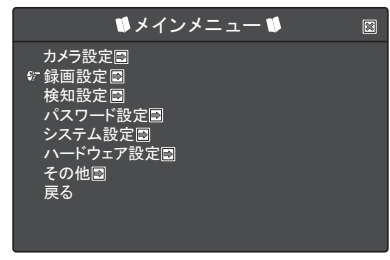 メインメニュー
カメラ設定
録画設定
検知設定
パスワード設定
システム設定
ハードウェア設定
その他
戻る